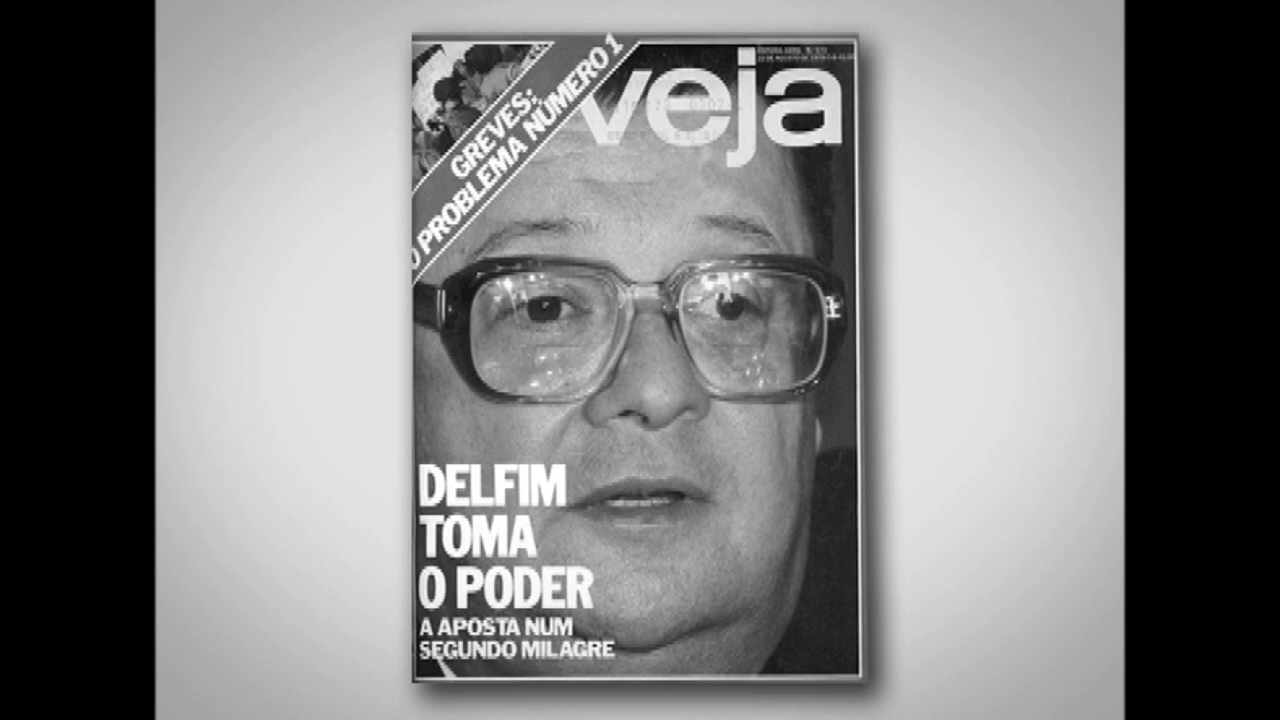 GREVES:
O PROBLEMA NÚMERO 1
veja
DELFIM
TOMA
O PODER
A APOSTA NUM
SEGUNDO MILAGRE